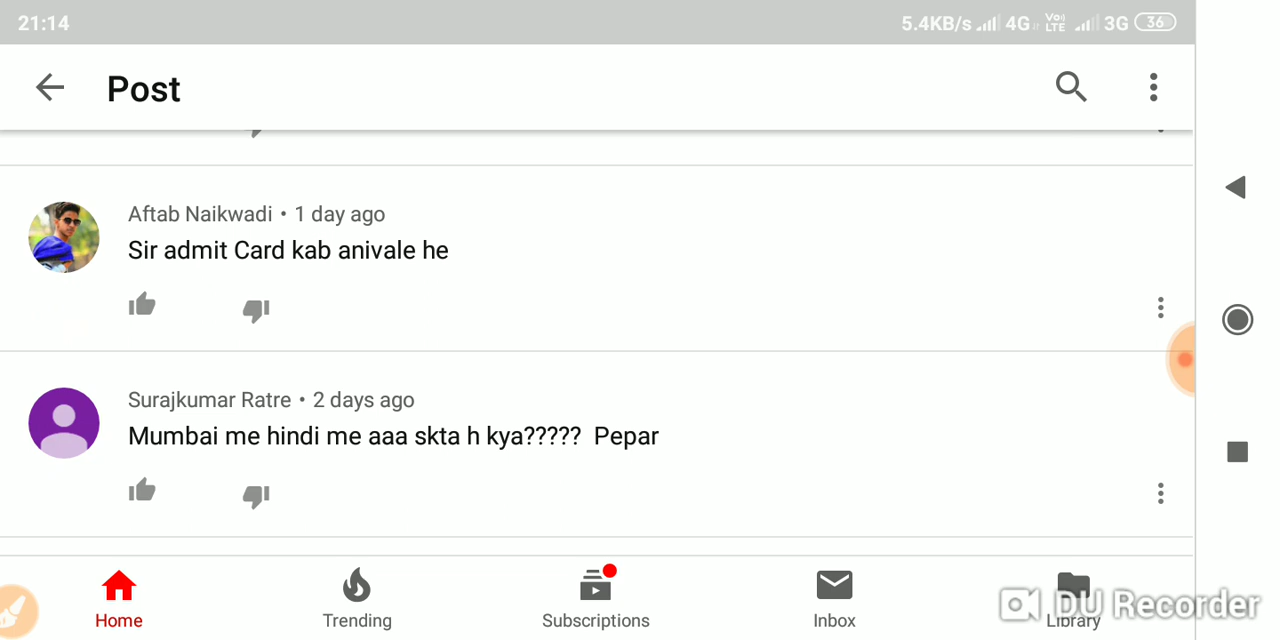 21:14 5.4KB/s 4G Vo) LTE 3G 36
Post
Aftab Naikwadi • 1 day ago
Sir admit Card kab anivale he
Surajkumar Ratre • 2 days ago
Mumbai me hindi me aaa skta h kya????? Pepar
Home Trending Subscriptions Inbox Library
DU Recorder